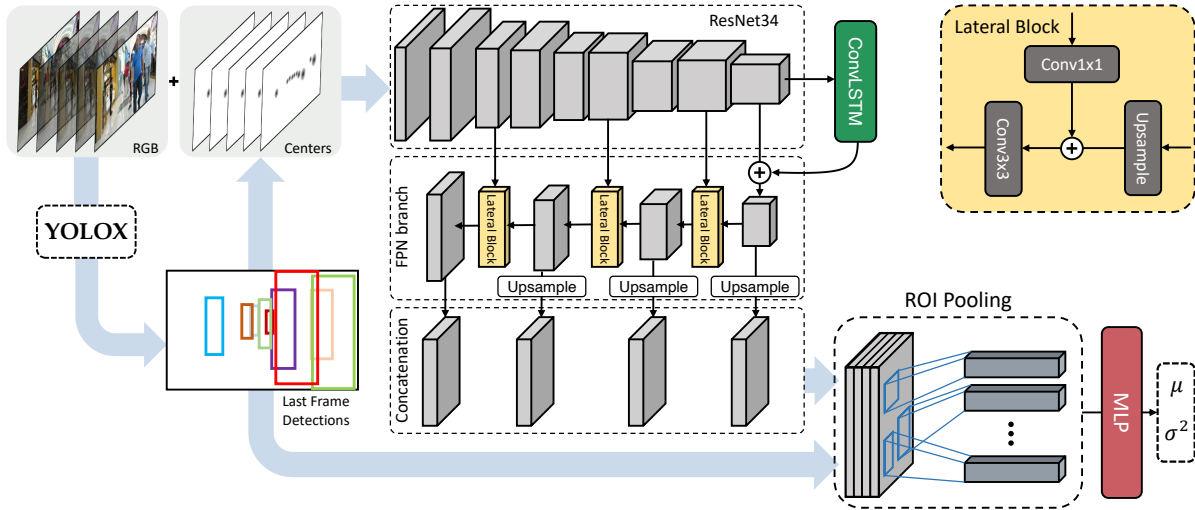 RGB
+
Centers
YOLOX
Last Frame
Detections
ResNet34
ConvLSTM
FPN branch
Lateral Block
Lateral Block
Lateral Block
+
Upsample
Upsample
Upsample
Concatenation
Lateral Block
Conv1x1
Conv3x3
+
Upsample
ROI Pooling
MLP
μ
σ²